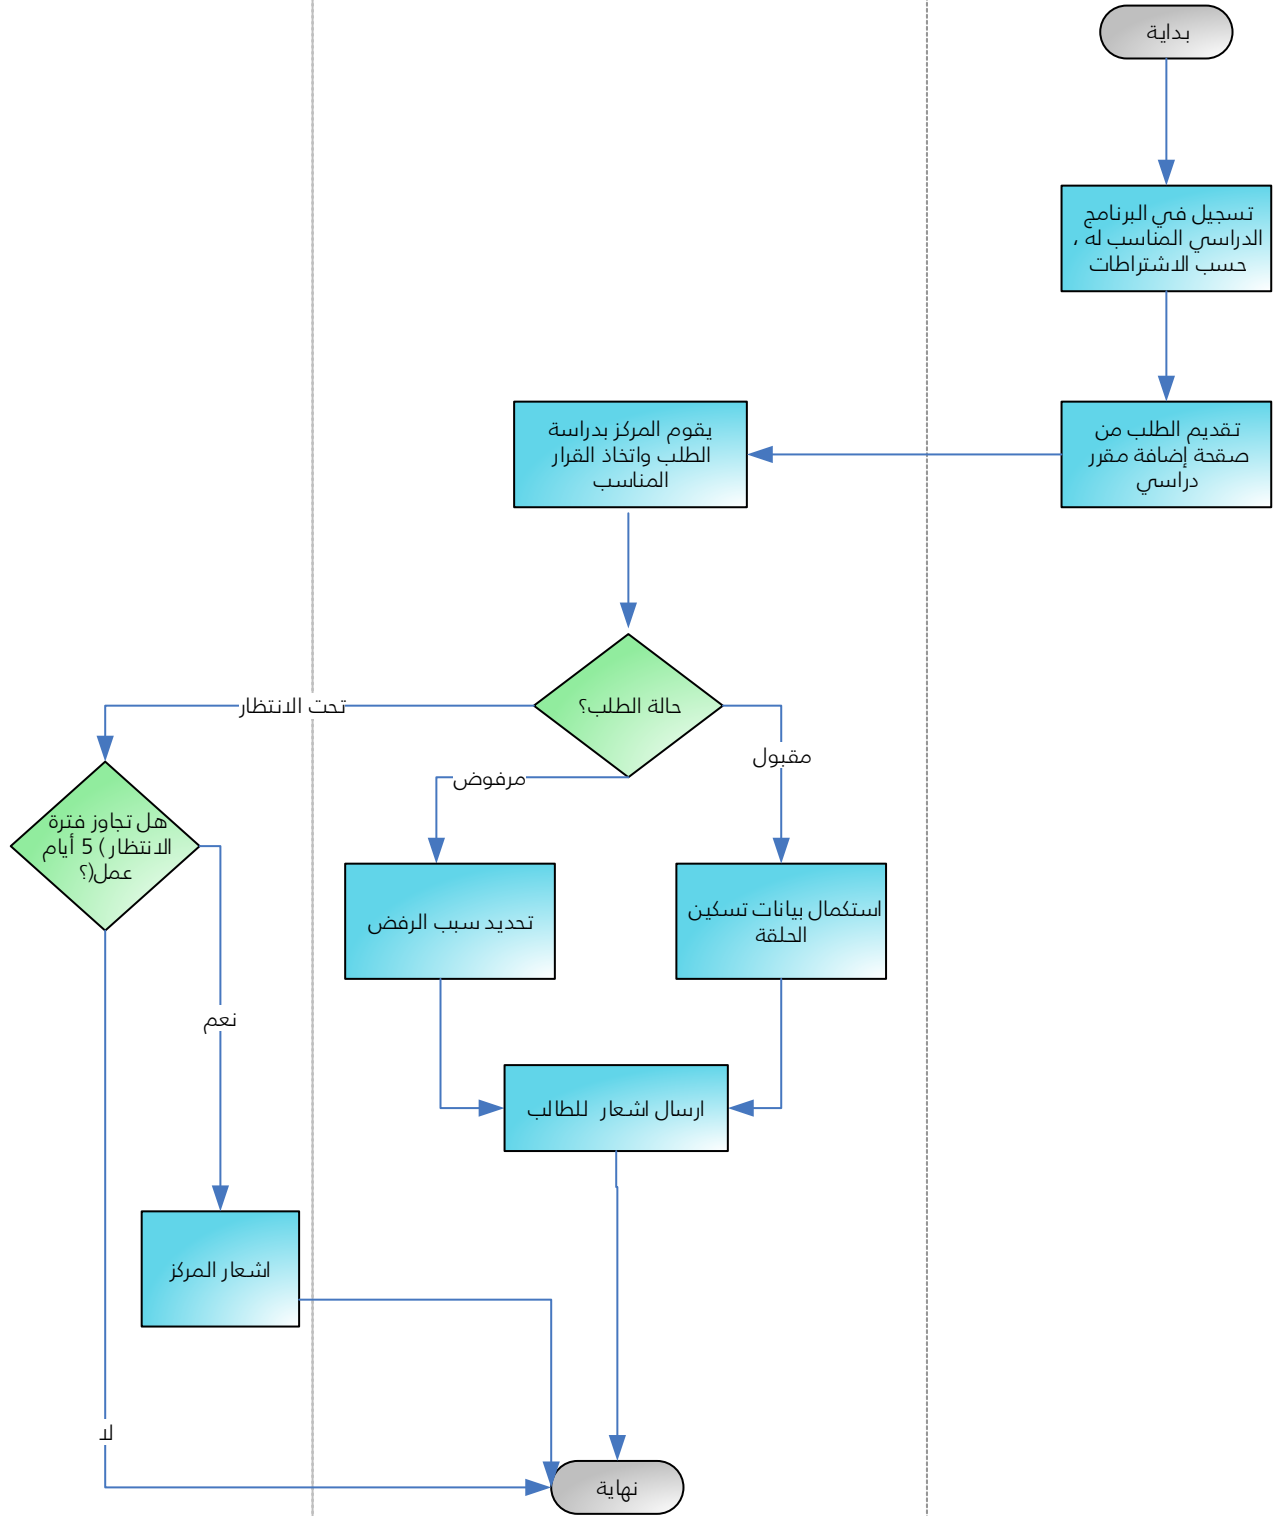 بداية
تسجيل في البرنامج
الدراسي المناسب له ،
حسب الاشتراطات
تقديم الطلب من
صفحة إضافة مقرر
دراسي
يقوم المركز بدراسة
الطلب واتخاذ القرار
المناسب
حالة الطلب؟
تحت الانتظار
مقبول
مرفوض
هل تجاوز فترة
الانتظار ( 5 أيام
عمل)؟
استكمال بيانات تسكين
الحلقة
تحديد سبب الرفض
نعم
ارسال اشعار للطالب
اشعار المركز
لا
نهاية